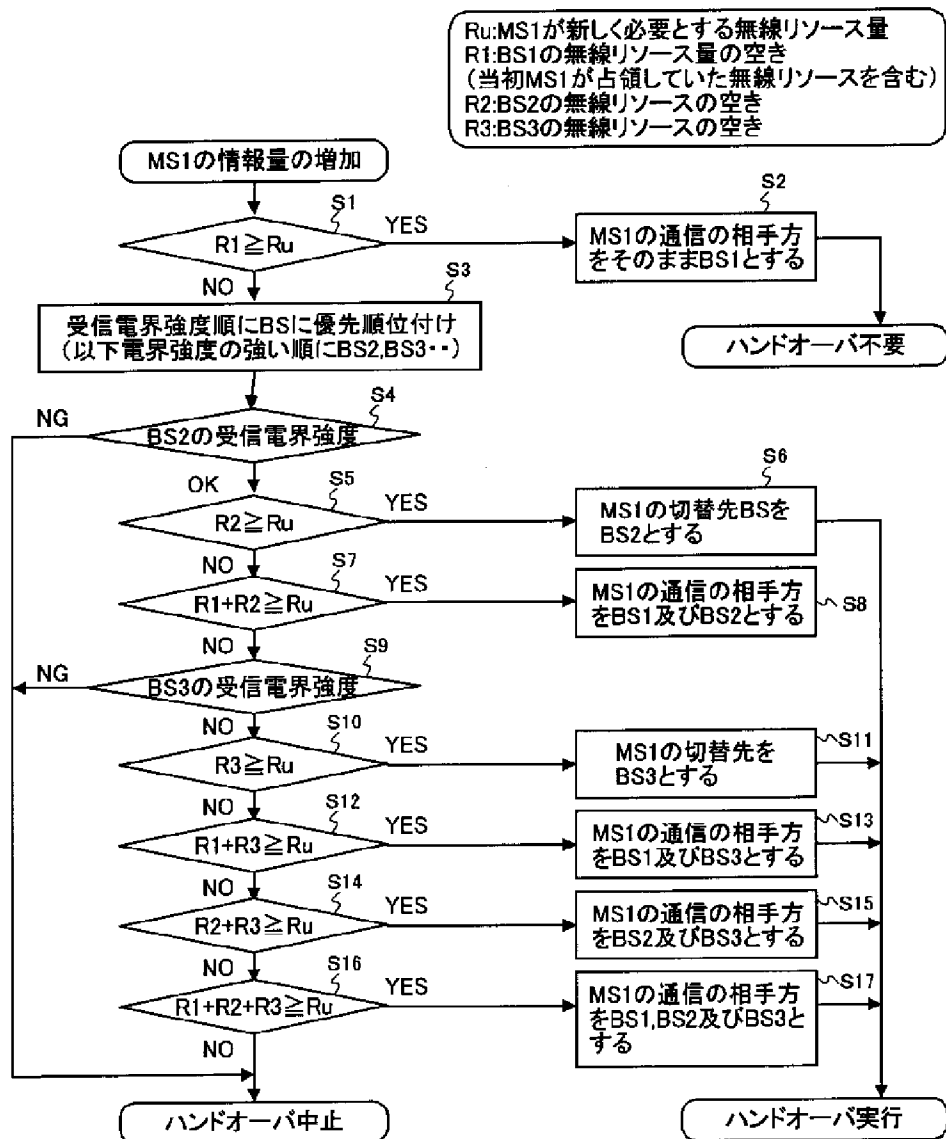 Ru:MS1が新しく必要とする無線リソース量
R1:BS1の無線リソース量の空き
(当初MS1が占領していた無線リソースを含む)
R2:BS2の無線リソースの空き
R3:BS3の無線リソースの空き
MS1の情報量の増加
S1
R1≧Ru
YES
NO
S2
MS1の通信の相手方
をそのままBS1とする
ハンドオーバ不要
S3
受信電界強度順にBSに優先順位付け
(以下電界強度の強い順にBS2,BS3・・)
S4
NG
BS2の受信電界強度
OK
S5
R2≧Ru
YES
NO
S6
MS1の切替先BSを
BS2とする
S7
R1+R2≧Ru
YES
NO
MS1の通信の相手方
をBS1及びBS2とする
S8
S9
NG
BS3の受信電界強度
NO
S10
R3≧Ru
YES
NO
MS1の切替先を
BS3とする
S11
S12
R1+R3≧Ru
YES
NO
MS1の通信の相手方
をBS1及びBS3とする
S13
S14
R2+R3≧Ru
YES
NO
MS1の通信の相手方
をBS2及びBS3とする
S15
S16
R1+R2+R3≧Ru
YES
NO
MS1の通信の相手方
をBS1,BS2及びBS3と
する
S17
ハンドオーバ中止
ハンドオーバ実行